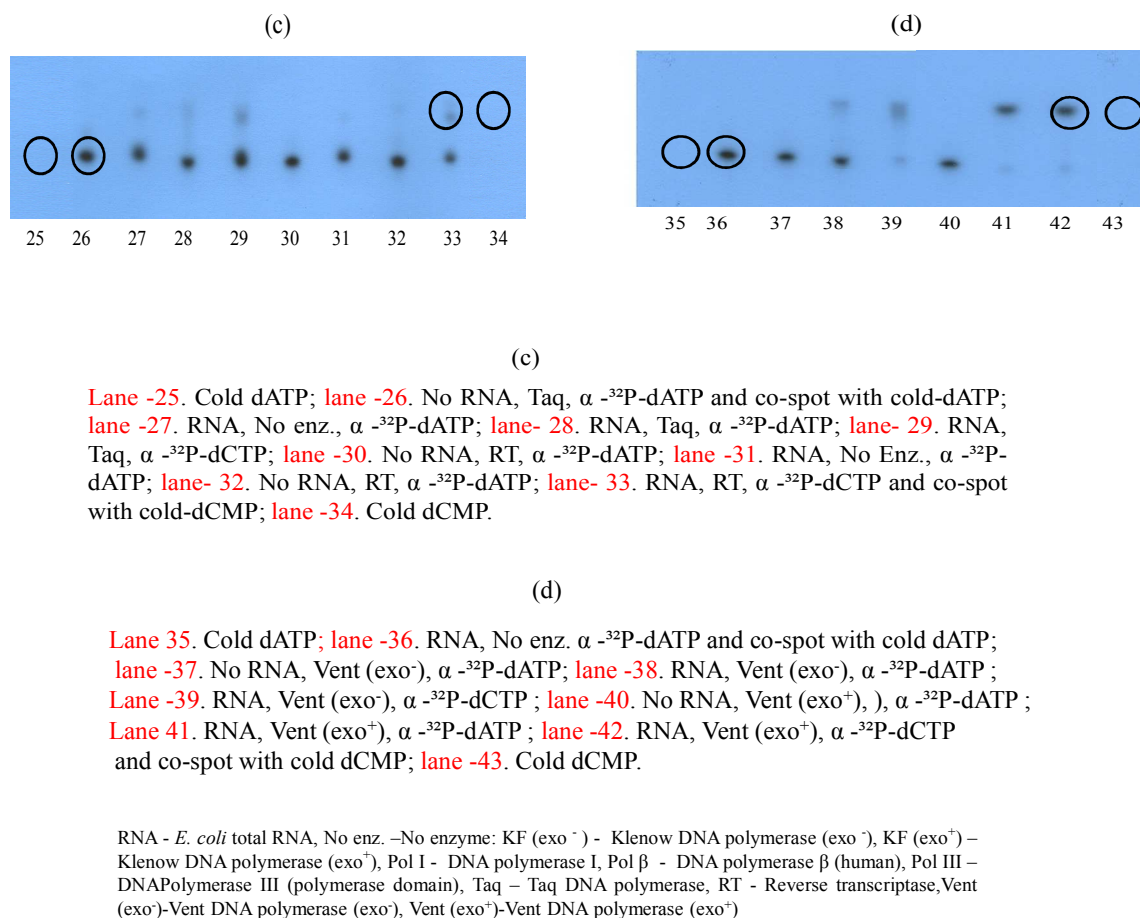 (c) (d)
25 26 27 28 29 30 31 32 33 34
35 36 37 38 39 40 41 42 43
(c)
Lane -25. Cold dATP; lane -26. No RNA, Taq, α -³²P-dATP and co-spot with cold-dATP;
lane -27. RNA, No enz., α -³²P-dATP; lane- 28. RNA, Taq, α -³²P-dATP; lane- 29. RNA,
Taq, α -³²P-dCTP; lane -30. No RNA, RT, α -³²P-dATP; lane -31. RNA, No Enz., α -³²P-
dATP; lane- 32. No RNA, RT, α -³²P-dATP; lane- 33. RNA, RT, α -³²P-dCTP and co-spot
with cold-dCMP; lane -34. Cold dCMP.
(d)
Lane 35. Cold dATP; lane -36. RNA, No enz. α -³²P-dATP and co-spot with cold dATP;
lane -37. No RNA, Vent (exo⁻), α -³²P-dATP; lane -38. RNA, Vent (exo⁻), α -³²P-dATP ;
Lane -39. RNA, Vent (exo⁻), α -³²P-dCTP ; lane -40. No RNA, Vent (exo⁺), ), α -³²P-dATP ;
Lane 41. RNA, Vent (exo⁺), α -³²P-dATP ; lane -42. RNA, Vent (exo⁺), α -³²P-dCTP
and co-spot with cold dCMP; lane -43. Cold dCMP.
RNA - E. coli total RNA, No enz. –No enzyme: KF (exo ⁻ ) - Klenow DNA polymerase (exo ⁻), KF (exo⁺) –
Klenow DNA polymerase (exo⁺), Pol I - DNA polymerase I, Pol β - DNA polymerase β (human), Pol III –
DNAPolymerase III (polymerase domain), Taq – Taq DNA polymerase, RT - Reverse transcriptase,Vent
(exo⁻)-Vent DNA polymerase (exo⁻), Vent (exo⁺)-Vent DNA polymerase (exo⁺)